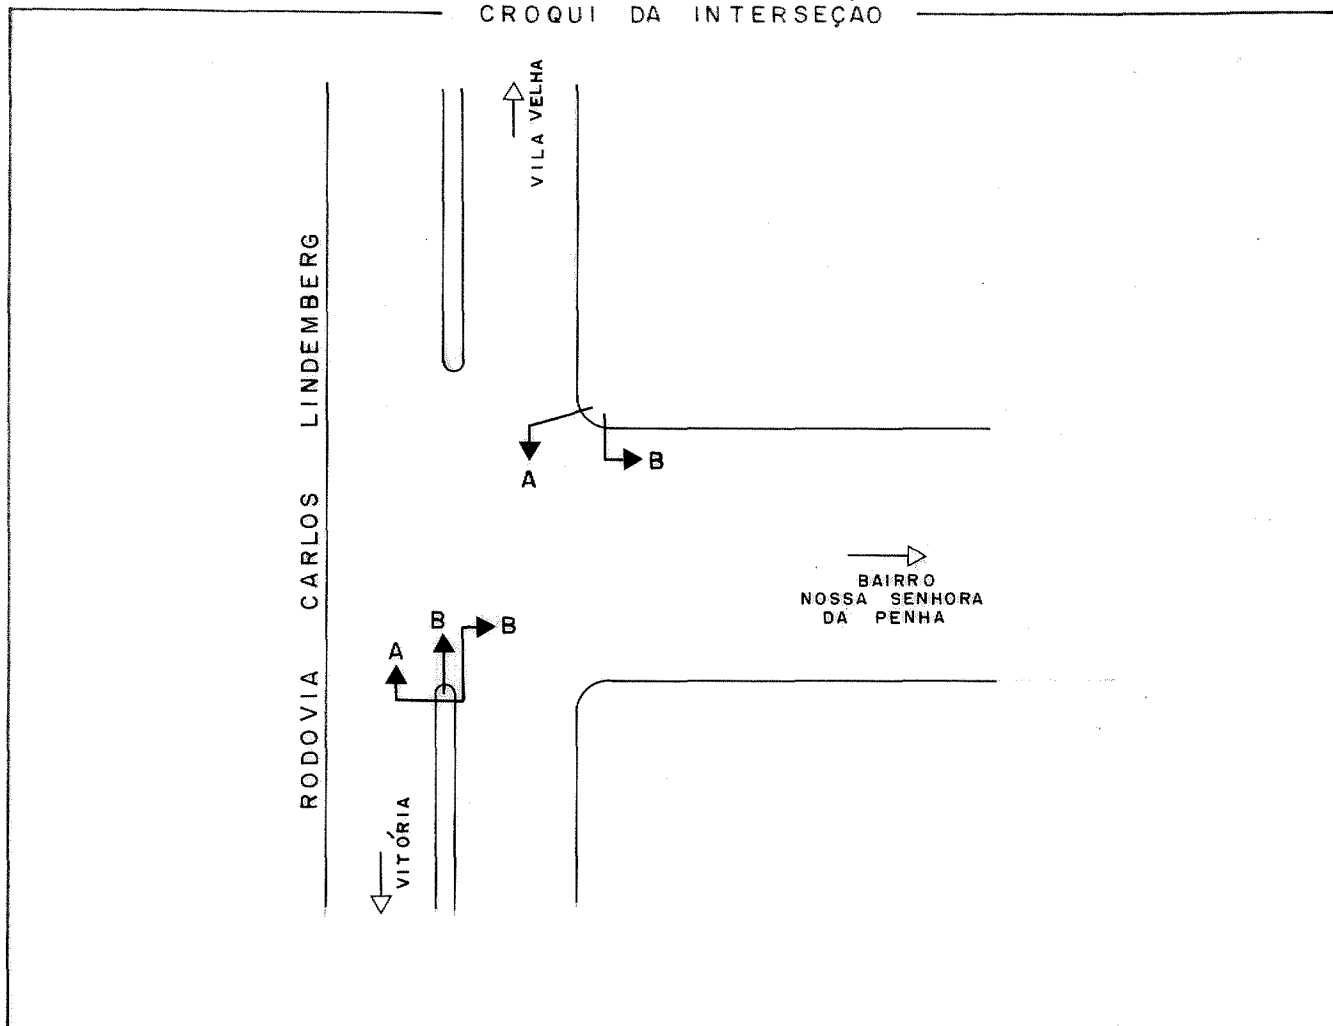 CROQUI DA INTERSEÇÃO
VILA VELHA
RODOVIA CARLOS LINDEMBERG
A
B
BAIRRO
NOSSA SENHORA
DA PENHA
B
B
A
VITÓRIA